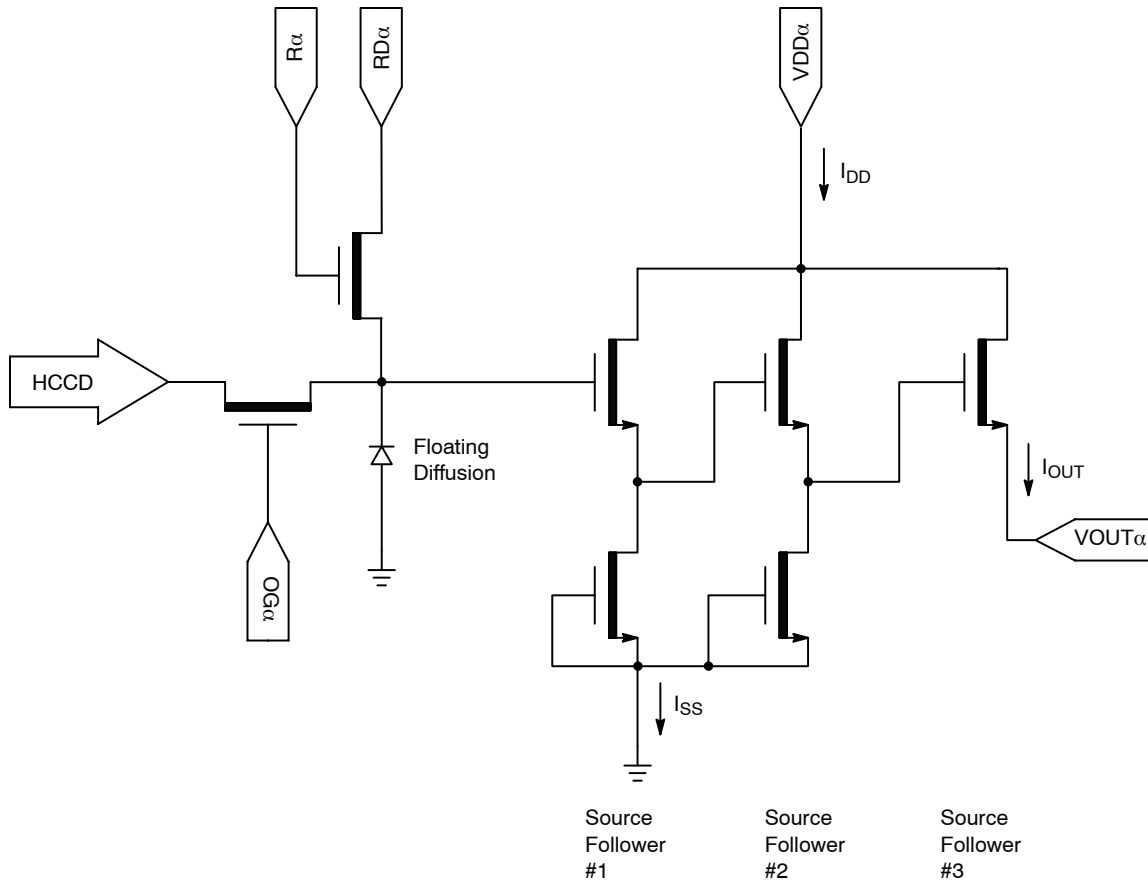 Rα
RDα
VDDα
IDD
HCCD
Floating
Diffusion
IOUT
VOUTα
OGα
ISS
Source
Follower
#1
Source
Follower
#2
Source
Follower
#3